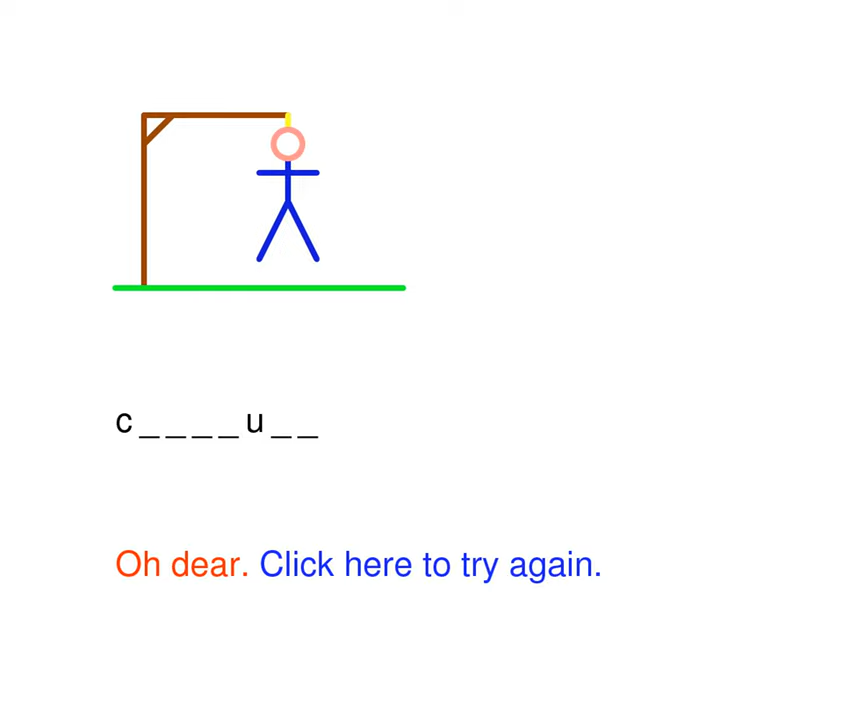 c _ _ _ _ u _ _
Oh dear. Click here to try again.